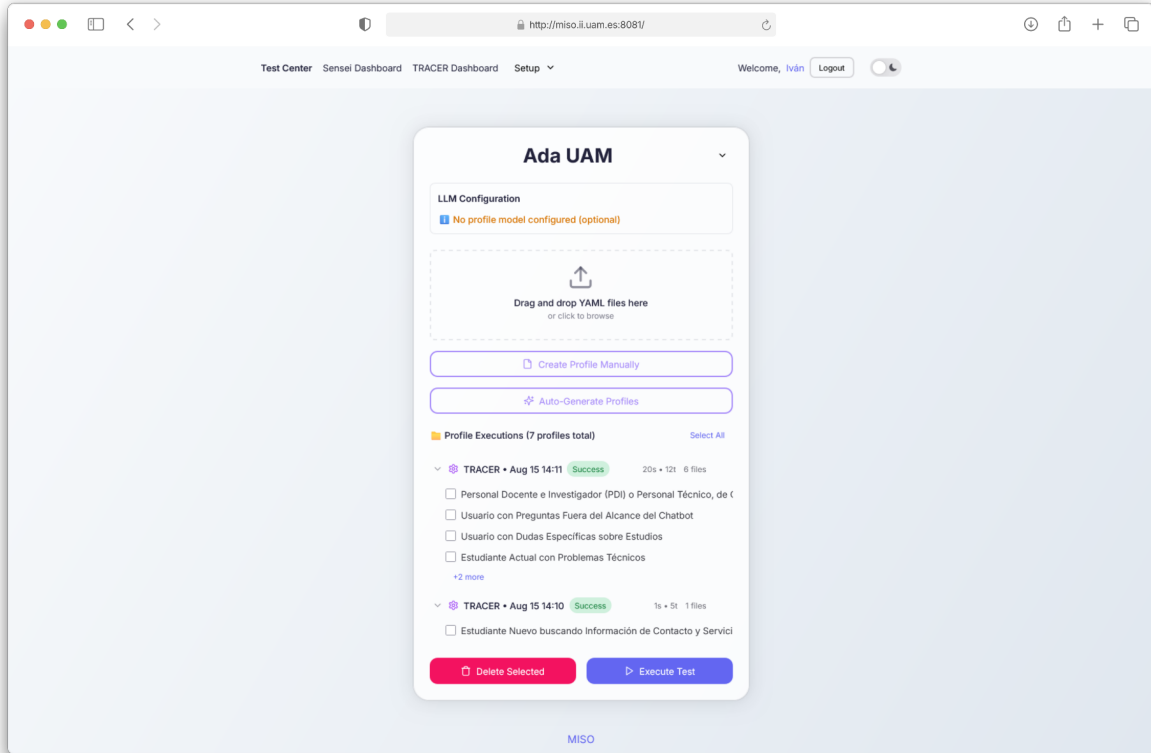 http://miso.ii.uam.es:8081/
Test Center Sensei Dashboard TRACER Dashboard Setup Welcome, Iván Logout
Ada UAM
LLM Configuration
No profile model configured (optional)
Drag and drop YAML files here
or click to browse
Create Profile Manually
Auto-Generate Profiles
Profile Executions (7 profiles total) Select All
TRACER • Aug 15 14:11 Success 20s • 12t 6 files
Personal Docente e Investigador (PDI) o Personal Técnico, de
Usuario con Preguntas Fuera del Alcance del Chatbot
Usuario con Dudas Específicas sobre Estudios
Estudiante Actual con Problemas Técnicos
+2 more
TRACER • Aug 15 14:10 Success 1s • 5t 1 files
Estudiante Nuevo buscando Información de Contacto y Servici
Delete Selected Execute Test
MISO